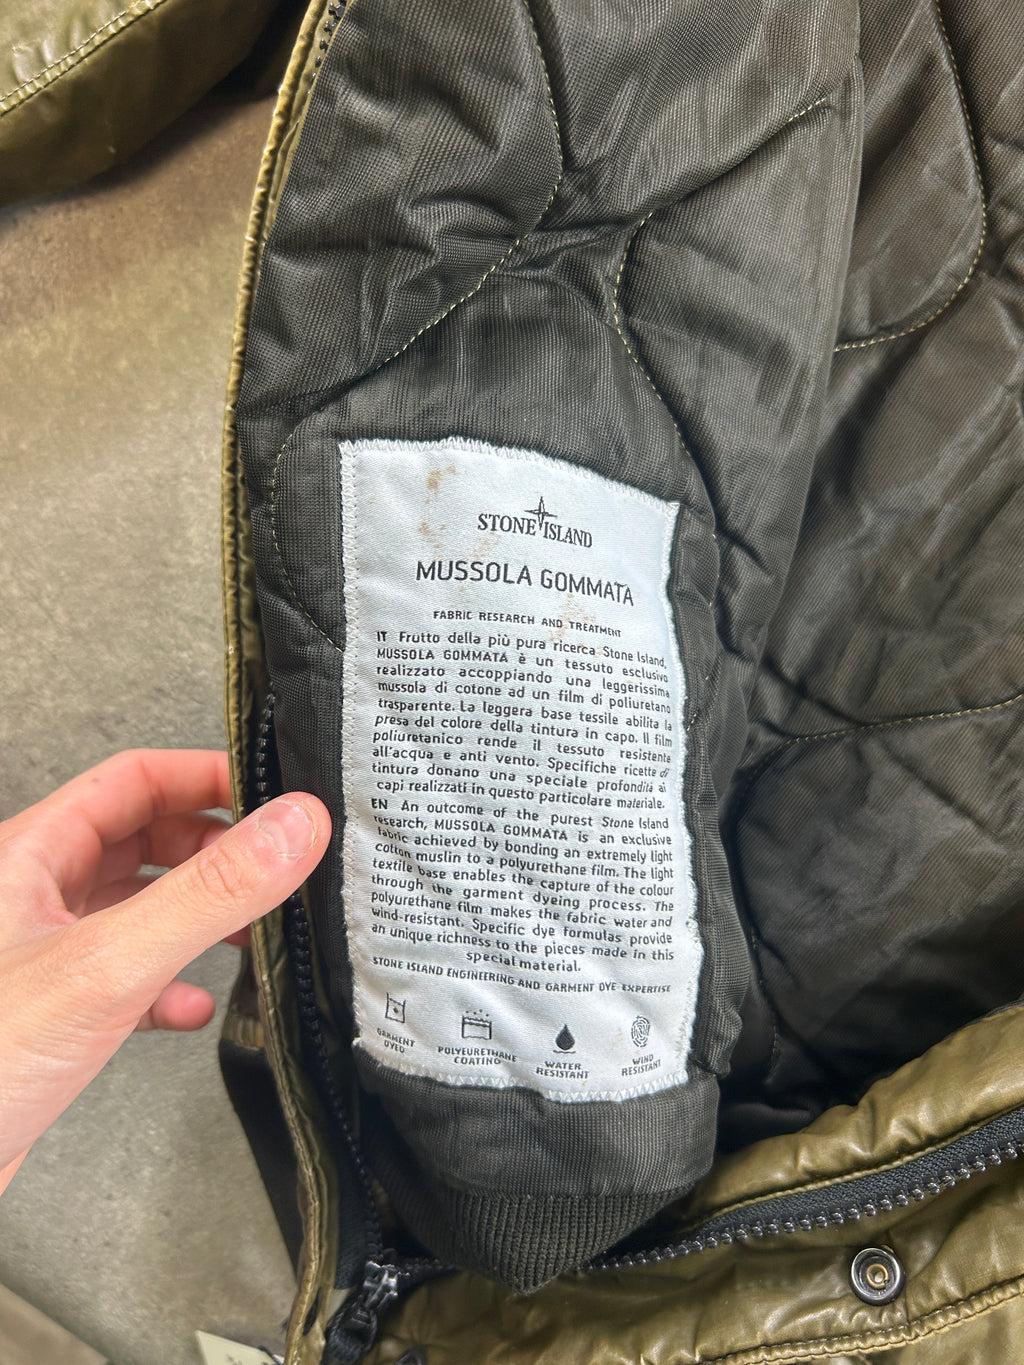 STONE ISLAND
MUSSOLA GOMMATA
FABRIC RESEARCH AND TREATMENT
IT Frutto della più pura ricerca Stone Island,
MUSSOLA GOMMATA è un tessuto esclusivo
realizzato accoppiando una leggerissima
mussola di cotone ad un film di poliuretano
trasparente. La leggera base tessile abilita la
presa del colore della tintura in capo. Il film
poliuretanico rende il tessuto resistente
all'acqua e anti vento. Specifiche ricette di
tintura donano una speciale profondità ai
capi realizzati in questo particolare materiale.
EN An outcome of the purest Stone Island
research, MUSSOLA GOMMATA is an exclusive
fabric achieved by bonding an extremely light
cotton muslin to a polyurethane film. The light
textile base enables the capture of the colour
through the garment dyeing process. The
polyurethane film makes the fabric water and
wind-resistant. Specific dye formulas provide
an unique richness to the pieces made in this
special material.
STONE ISLAND ENGINEERING AND GARMENT DYE EXPERTISE
GARMENT
DYED
POLYEURETHANE
COATING
WATER
RESISTANT
WIND
RESISTANT